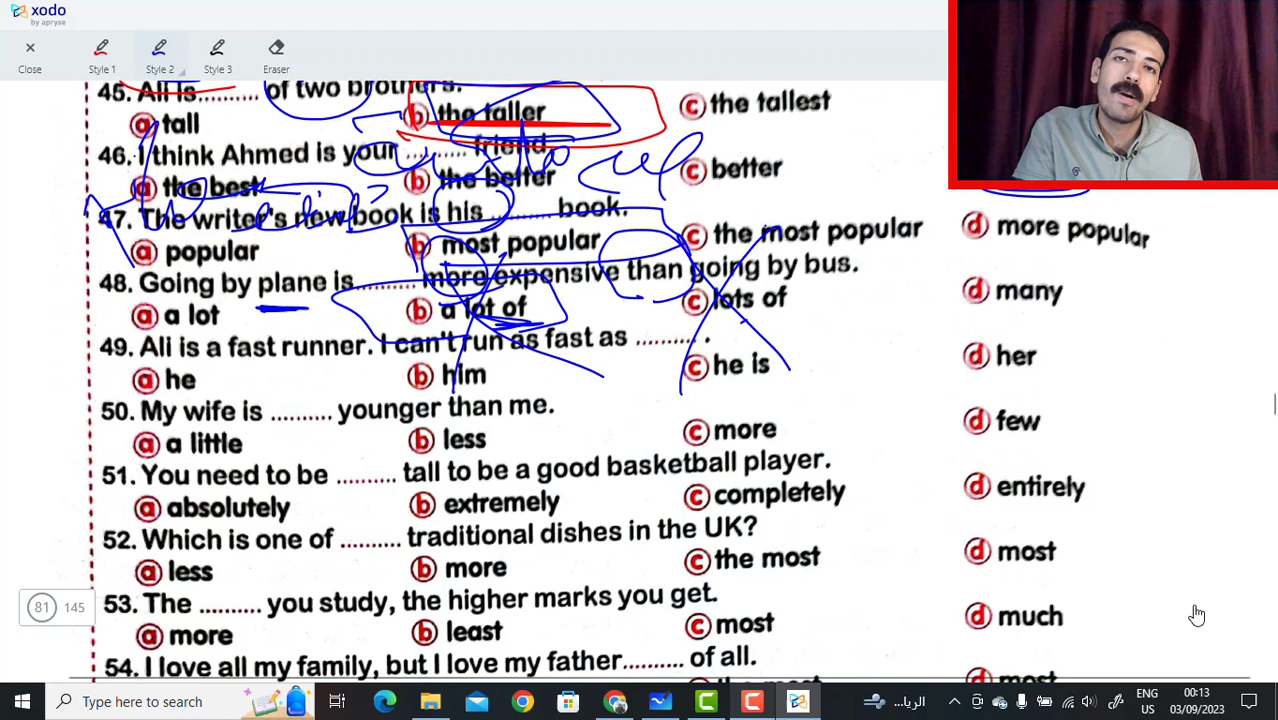 xodo
by apryse
Close
Style 1
Style 2
Style 3
Eraser
45. Ali is.......... of two brothers.
a tall
b the taller
c the tallest
46. I think Ahmed is your .......... friend.
a the best
b the better
c better
47. The writer's new book is his .......... book.
a popular
b most popular
c the most popular
d more popular
48. Going by plane is.......... more expensive than going by bus.
a a lot
b a lot of
c lots of
d many
49. Ali is a fast runner. I can't run as fast as .......... .
a he
b him
c he is
d her
50. My wife is .......... younger than me.
a a little
b less
c more
d few
51. You need to be .......... tall to be a good basketball player.
a absolutely
b extremely
c completely
d entirely
52. Which is one of .......... traditional dishes in the UK?
a less
b more
c the most
d most
53. The .......... you study, the higher marks you get.
a more
b least
c most
d much
54. I love all my family, but I love my father.......... of all.
the most
most
81 145
Type here to search
الريا...
ENG
US
00:13
03/09/2023